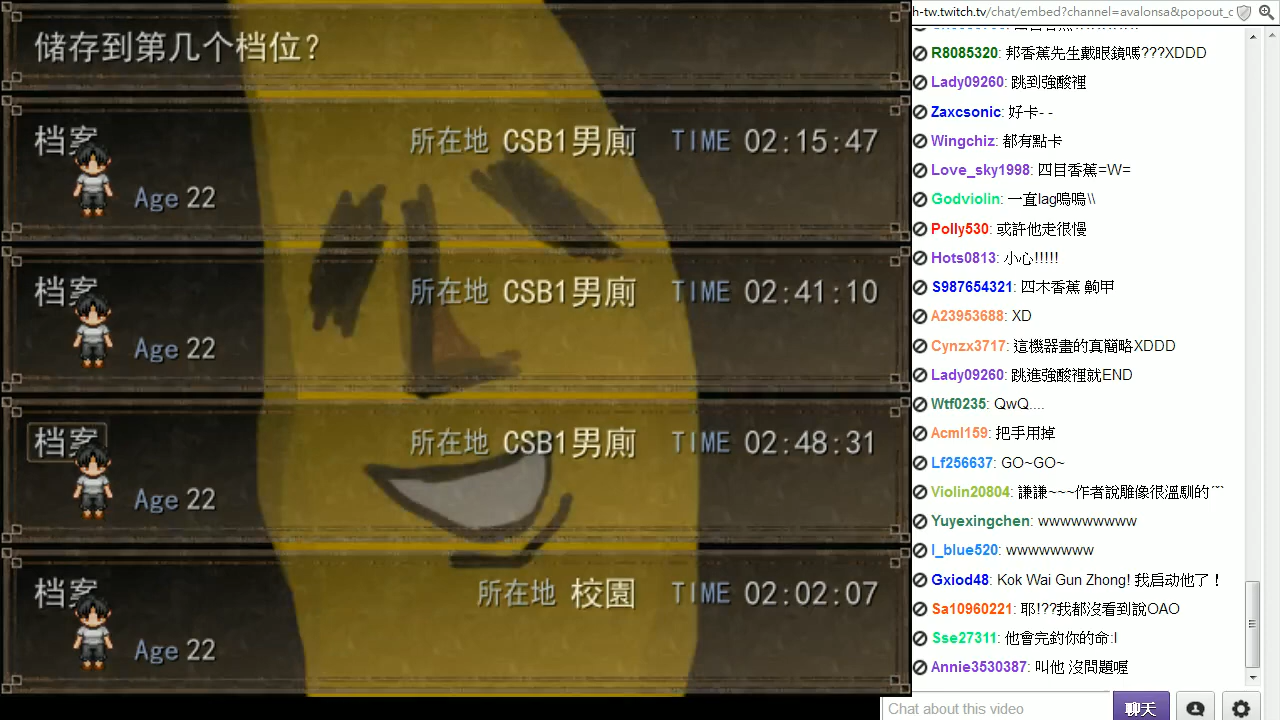 储存到第几个档位？
档案
所在地 CSB1男廁 TIME 02:15:47
Age 22
档案
所在地 CSB1男廁 TIME 02:41:10
Age 22
档案
所在地 CSB1男廁 TIME 02:48:31
Age 22
档案
所在地 校園 TIME 02:02:07
Age 22
h-tw.twitch.tv/chat/embed?channel=avalonsa&popout_c
R8085320: 那香蕉先生戴眼鏡嗎???XDDD
Lady09260: 跳到強酸裡
Zaxcsonic: 好卡- -
Wingchiz: 都有點卡
Love_sky1998: 四目香蕉=W=
Godviolin: 一直lag嗚嗚\\
Polly530: 或許他走很慢
Hots0813: 小心!!!!!
S987654321: 四木香蕉 齁甲
A23953688: XD
Cynzx3717: 這機器畫的真簡略XDDD
Lady09260: 跳進強酸裡就END
Wtf0235: QwQ....
Acml159: 把手甩掉
Lf256637: GO~GO~
Violin20804: 謙謙~~~作者說雕像很溫馴的ˊˇˋ
Yuyexingchen: wwwwwwwww
I_blue520: wwwwwwww
Gxiod48: Kok Wai Gun Zhong! 我启动他了！
Sa10960221: 耶!??我都沒看到說OAO
Sse27311: 他會完封你的命:I
Annie3530387: 叫他 沒問題喔
Chat about this video
聊天